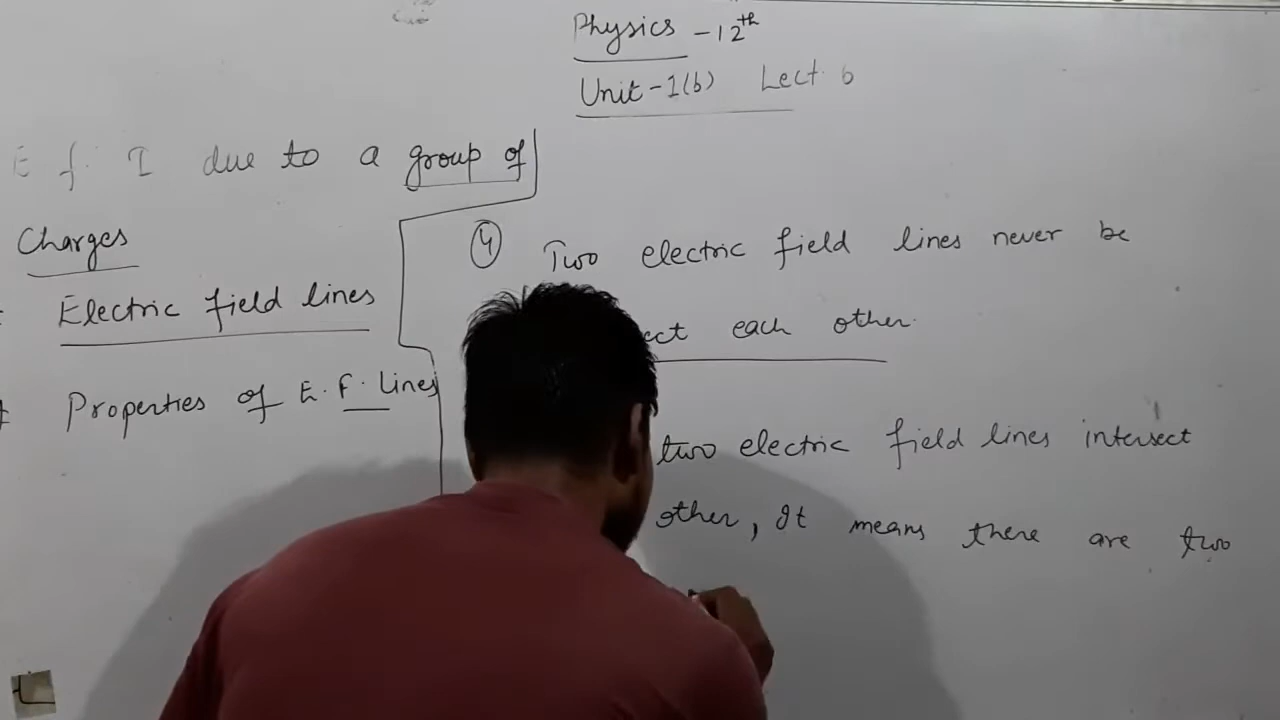 Physics - 12th
Unit - 1(b) Lect. 6
E f. I due to a group of
Charges
Electric field lines
Properties of E.F. Lines
④ Two electric field lines never be
each other.
two electric field lines intersect
other, It means there are two